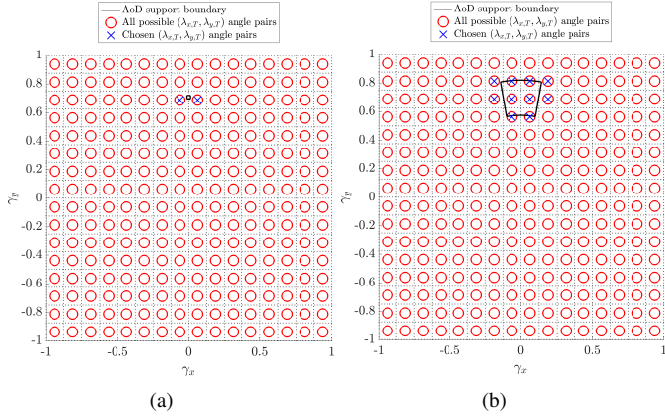 AoD support boundary
All possible (λx,T, λy,T) angle pairs
Chosen (λx,T, λy,T) angle pairs
1
0.8
0.6
0.4
0.2
0
-0.2
-0.4
-0.6
-0.8
-1
γy
-1
-0.5
0
0.5
1
γx
(a)
AoD support boundary
All possible (λx,T, λy,T) angle pairs
Chosen (λx,T, λy,T) angle pairs
1
0.8
0.6
0.4
0.2
0
-0.2
-0.4
-0.6
-0.8
-1
γy
-1
-0.5
0
0.5
1
γx
(b)